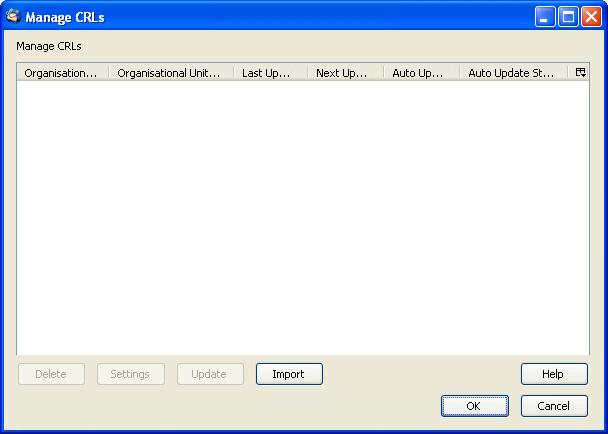 Manage CRLs
Manage CRLs
Organisation... Organisational Unit... Last Up... Next Up... Auto Up... Auto Update St...
Delete Settings Update Import Help
OK Cancel